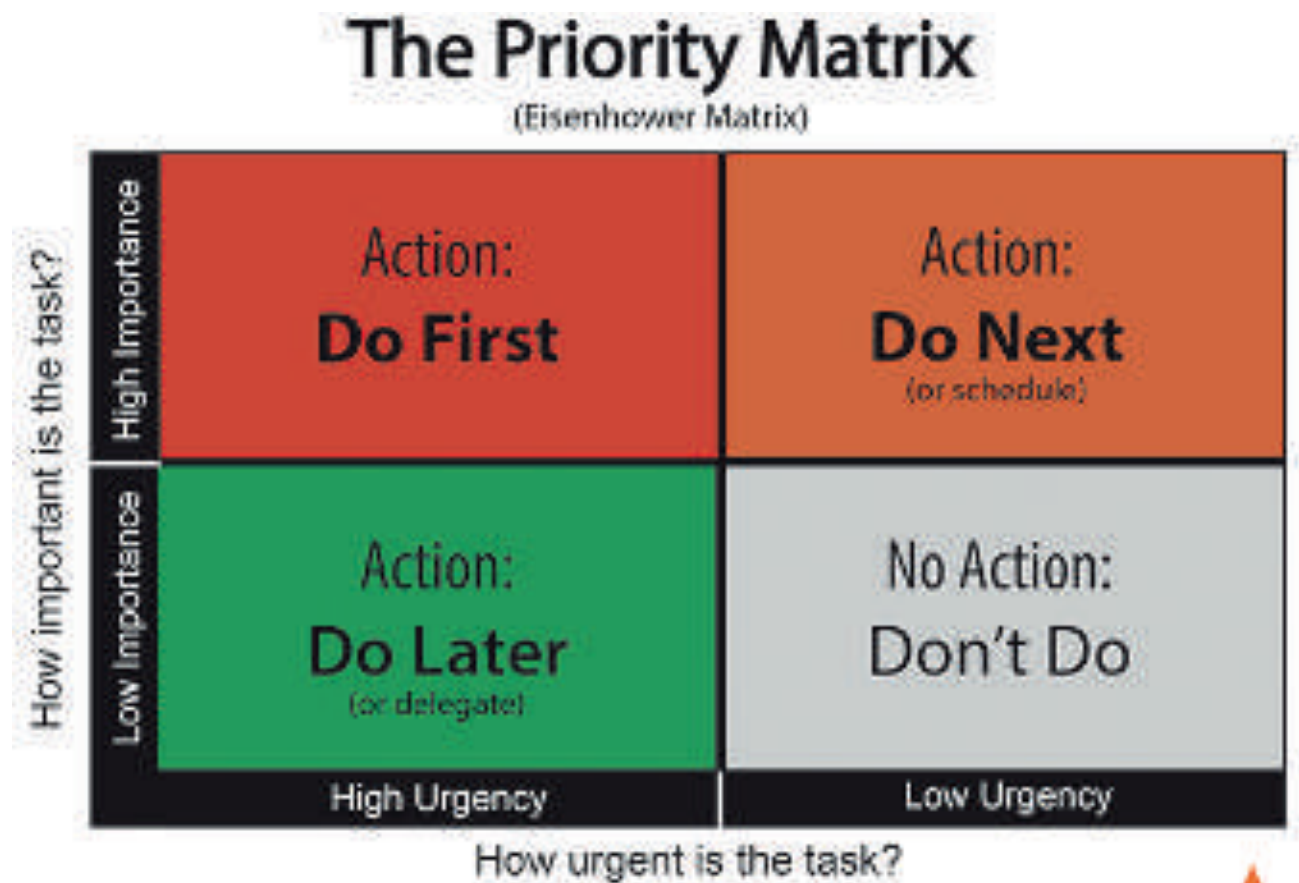 The Priority Matrix
(Eisenhower Matrix)
How important is the task?
High Importance
Action:
Do First
Action:
Do Next
(or schedule)
Low Importance
Action:
Do Later
(or delegate)
No Action:
Don't Do
High Urgency
Low Urgency
How urgent is the task?